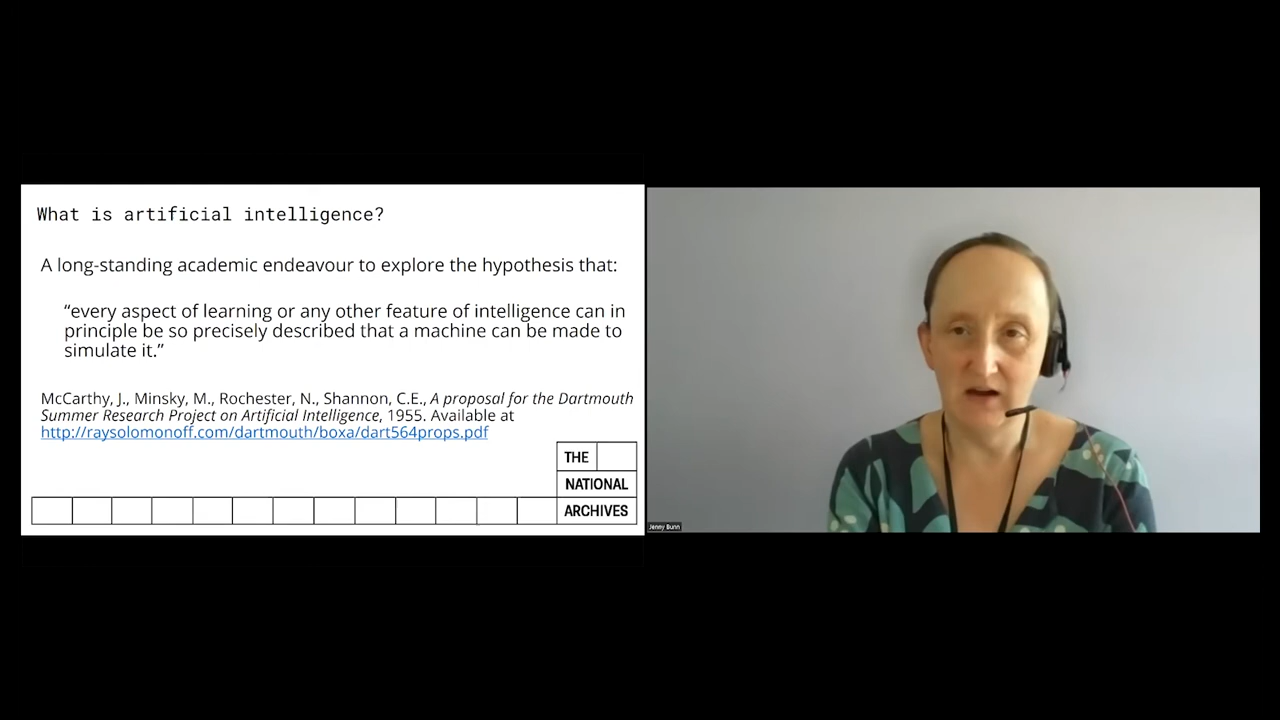 What is artificial intelligence?
A long-standing academic endeavour to explore the hypothesis that:
“every aspect of learning or any other feature of intelligence can in
principle be so precisely described that a machine can be made to
simulate it.”
McCarthy, J., Minsky, M., Rochester, N., Shannon, C.E., A proposal for the Dartmouth
Summer Research Project on Artificial Intelligence, 1955. Available at
http://raysolomonoff.com/dartmouth/boxa/dart564props.pdf
THE
NATIONAL
ARCHIVES
Jenny Bunn